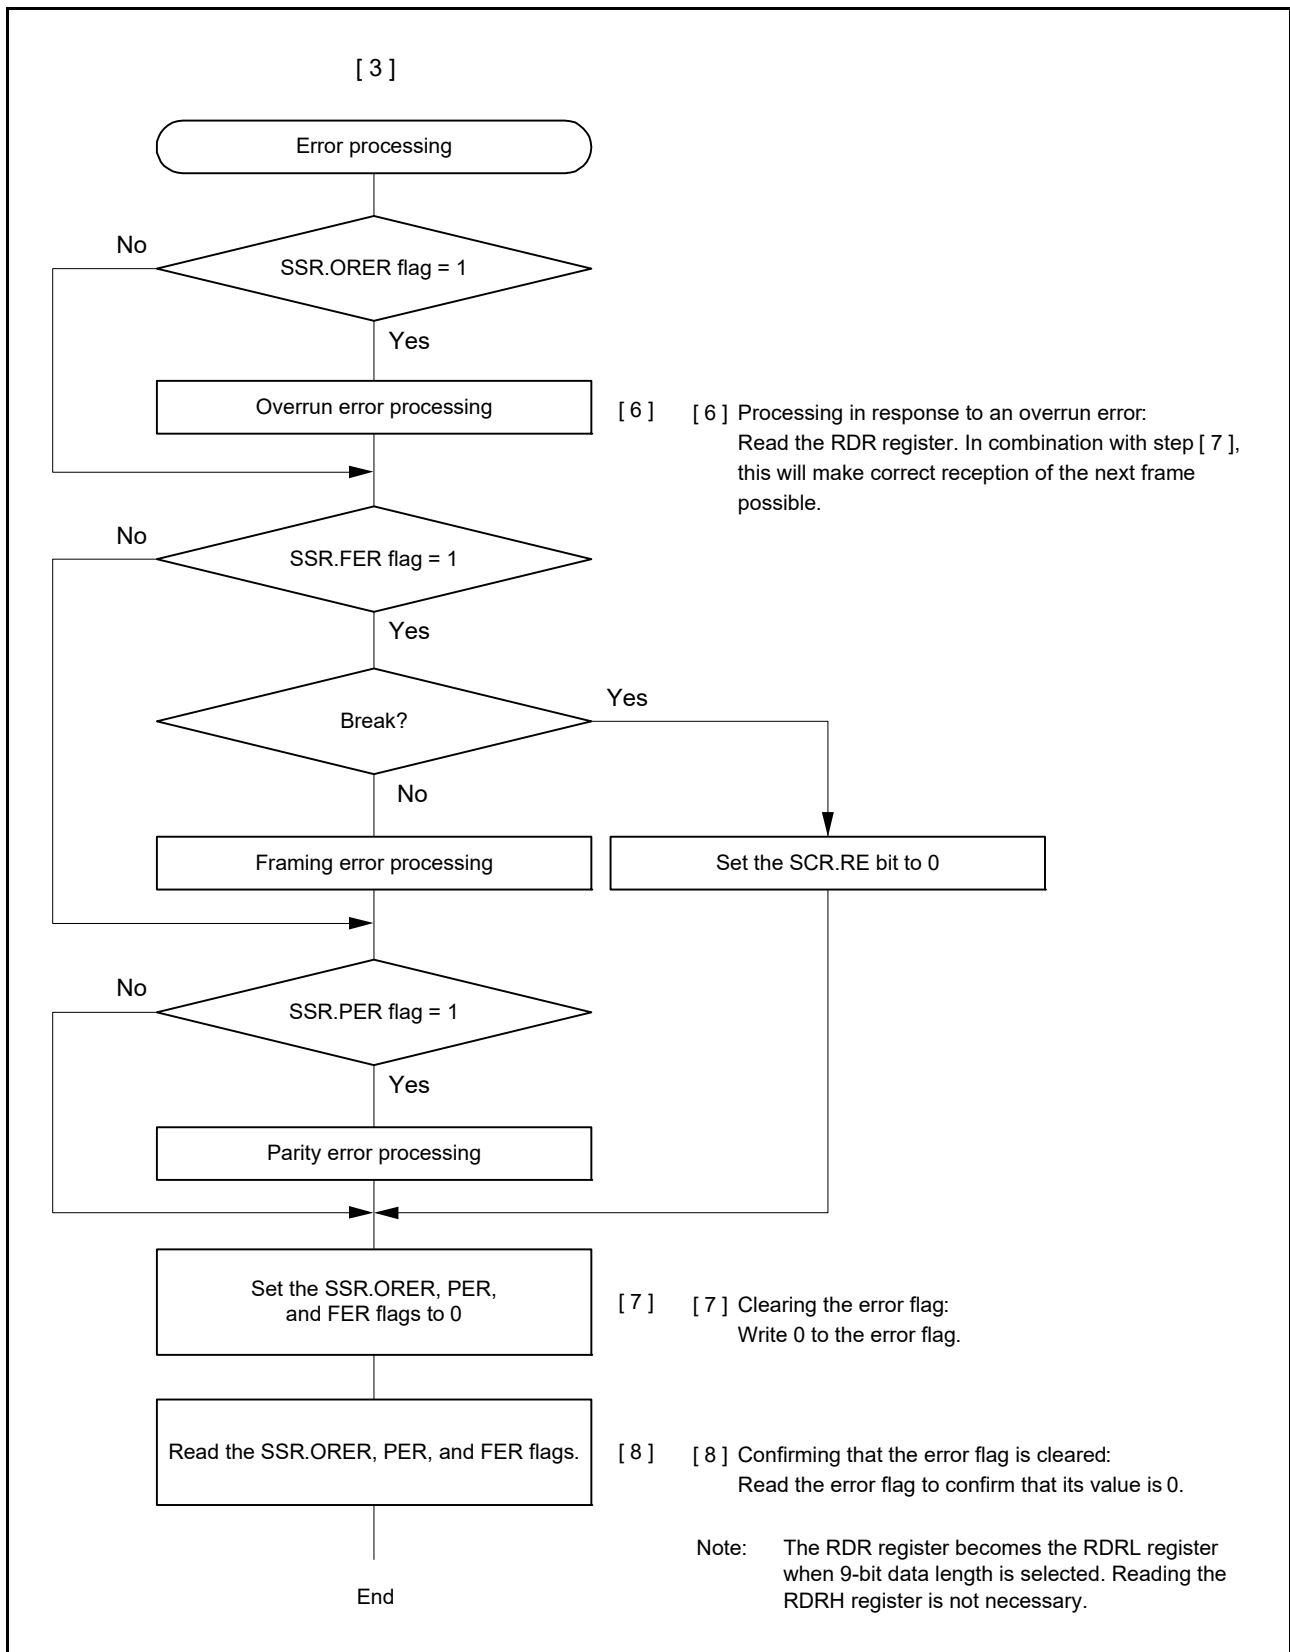 [ 3 ]
Error processing
No
SSR.ORER flag = 1
Yes
Overrun error processing
[ 6 ]
[ 6 ] Processing in response to an overrun error:
Read the RDR register. In combination with step [ 7 ],
this will make correct reception of the next frame
possible.
No
SSR.FER flag = 1
Yes
Break?
Yes
No
Framing error processing
Set the SCR.RE bit to 0
No
SSR.PER flag = 1
Yes
Parity error processing
Set the SSR.ORER, PER,
and FER flags to 0
[ 7 ]
[ 7 ] Clearing the error flag:
Write 0 to the error flag.
Read the SSR.ORER, PER, and FER flags.
[ 8 ]
[ 8 ] Confirming that the error flag is cleared:
Read the error flag to confirm that its value is 0.
Note: The RDR register becomes the RDRL register
when 9-bit data length is selected. Reading the
RDRH register is not necessary.
End